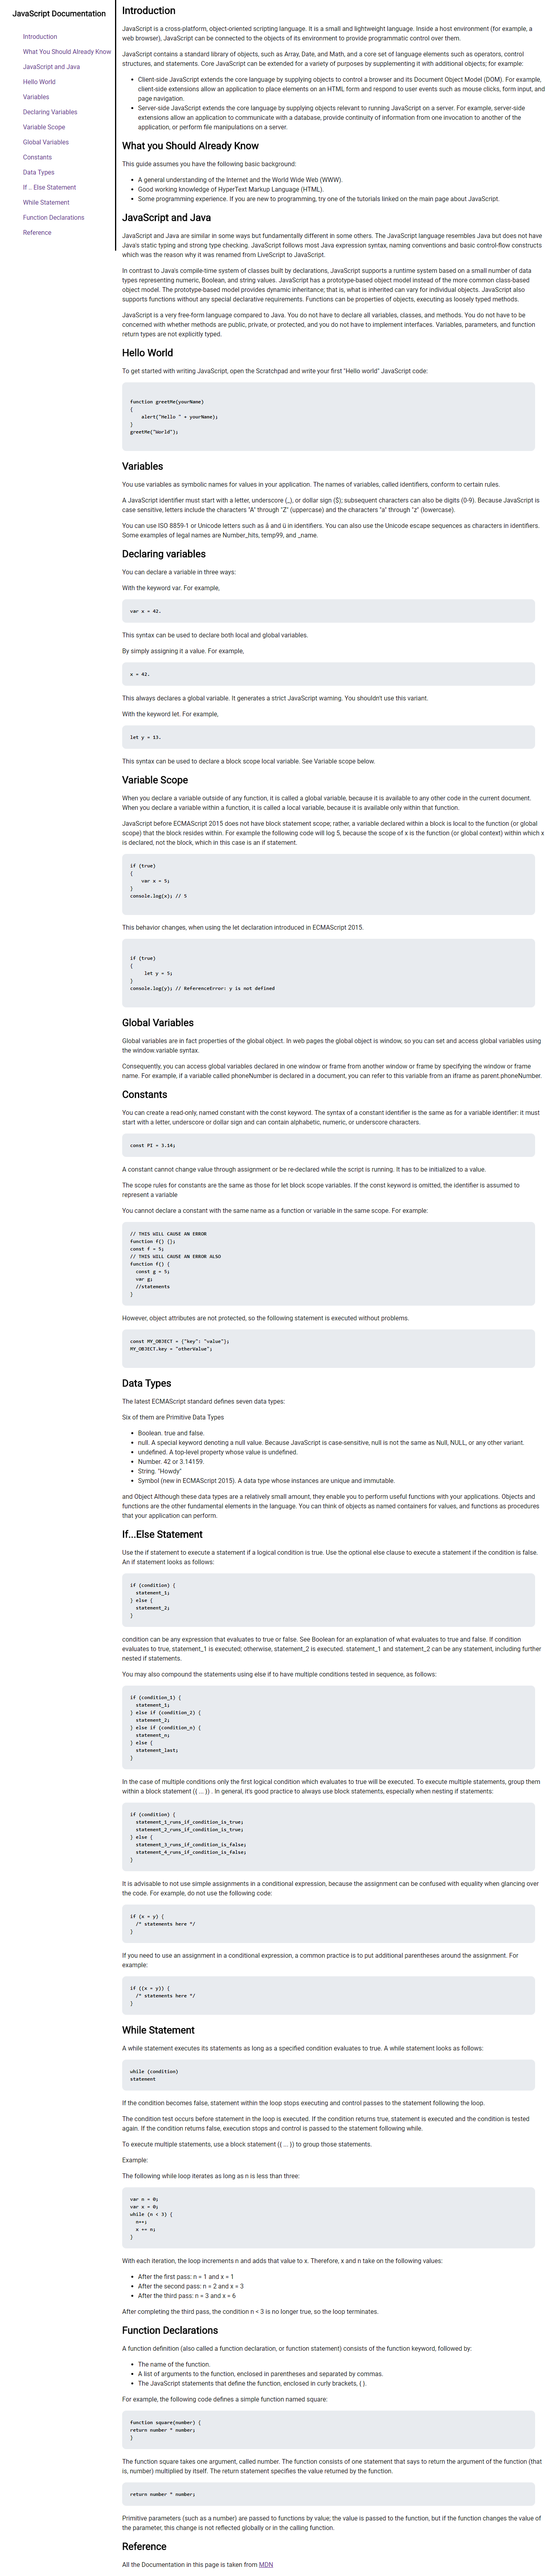 JavaScript Documentation
Introduction
What You Should Already Know
JavaScript and Java
Hello World
Variables
Declaring Variables
Variable Scope
Global Variables
Constants
Data Types
If .. Else Statement
While Statement
Function Declarations
Reference
Introduction
JavaScript is a cross-platform, object-oriented scripting language. It is a small and lightweight language. Inside a host environment (for example, a
web browser), JavaScript can be connected to the objects of its environment to provide programmatic control over them.
JavaScript contains a standard library of objects, such as Array, Date, and Math, and a core set of language elements such as operators, control
structures, and statements. Core JavaScript can be extended for a variety of purposes by supplementing it with additional objects; for example:
• Client-side JavaScript extends the core language by supplying objects to control a browser and its Document Object Model (DOM). For example,
client-side extensions allow an application to place elements on an HTML form and respond to user events such as mouse clicks, form input, and
page navigation.
• Server-side JavaScript extends the core language by supplying objects relevant to running JavaScript on a server. For example, server-side
extensions allow an application to communicate with a database, provide continuity of information from one invocation to another of the
application, or perform file manipulations on a server.
What you Should Already Know
This guide assumes you have the following basic background:
• A general understanding of the Internet and the World Wide Web (WWW).
• Good working knowledge of HyperText Markup Language (HTML).
• Some programming experience. If you are new to programming, try one of the tutorials linked on the main page about JavaScript.
JavaScript and Java
JavaScript and Java are similar in some ways but fundamentally different in some others. The JavaScript language resembles Java but does not have
Java's static typing and strong type checking. JavaScript follows most Java expression syntax, naming conventions and basic control-flow constructs
which was the reason why it was renamed from LiveScript to JavaScript.
In contrast to Java's compile-time system of classes built by declarations, JavaScript supports a runtime system based on a small number of data
types representing numeric, Boolean, and string values. JavaScript has a prototype-based object model instead of the more common class-based
object model. The prototype-based model provides dynamic inheritance; that is, what is inherited can vary for individual objects. JavaScript also
supports functions without any special declarative requirements. Functions can be properties of objects, executing as loosely typed methods.
JavaScript is a very free-form language compared to Java. You do not have to declare all variables, classes, and methods. You do not have to be
concerned with whether methods are public, private, or protected, and you do not have to implement interfaces. Variables, parameters, and function
return types are not explicitly typed.
Hello World
To get started with writing JavaScript, open the Scratchpad and write your first "Hello world" JavaScript code:
function greetMe(yourName)
{
alert("Hello " + yourName);
}
greetMe("World");
Variables
You use variables as symbolic names for values in your application. The names of variables, called identifiers, conform to certain rules.
A JavaScript identifier must start with a letter, underscore (_), or dollar sign ($); subsequent characters can also be digits (0-9). Because JavaScript is
case sensitive, letters include the characters "A" through "Z" (uppercase) and the characters "a" through "z" (lowercase).
You can use ISO 8859-1 or Unicode letters such as å and ü in identifiers. You can also use the Unicode escape sequences as characters in identifiers.
Some examples of legal names are Number_hits, temp99, and _name.
Declaring variables
You can declare a variable in three ways:
With the keyword var. For example,
var x = 42.
This syntax can be used to declare both local and global variables.
By simply assigning it a value. For example,
x = 42.
This always declares a global variable. It generates a strict JavaScript warning. You shouldn't use this variant.
With the keyword let. For example,
let y = 13.
This syntax can be used to declare a block scope local variable. See Variable scope below.
Variable Scope
When you declare a variable outside of any function, it is called a global variable, because it is available to any other code in the current document.
When you declare a variable within a function, it is called a local variable, because it is available only within that function.
JavaScript before ECMAScript 2015 does not have block statement scope; rather, a variable declared within a block is local to the function (or global
scope) that the block resides within. For example the following code will log 5, because the scope of x is the function (or global context) within which x
is declared, not the block, which in this case is an if statement.
if (true)
{
var x = 5;
}
console.log(x); // 5
This behavior changes, when using the let declaration introduced in ECMAScript 2015.
if (true)
{
let y = 5;
}
console.log(y); // ReferenceError: y is not defined
Global Variables
Global variables are in fact properties of the global object. In web pages the global object is window, so you can set and access global variables using
the window.variable syntax.
Consequently, you can access global variables declared in one window or frame from another window or frame by specifying the window or frame
name. For example, if a variable called phoneNumber is declared in a document, you can refer to this variable from an iframe as parent.phoneNumber.
Constants
You can create a read-only, named constant with the const keyword. The syntax of a constant identifier is the same as for a variable identifier: it must
start with a letter, underscore or dollar sign and can contain alphabetic, numeric, or underscore characters.
const PI = 3.14;
A constant cannot change value through assignment or be re-declared while the script is running. It has to be initialized to a value.
The scope rules for constants are the same as those for let block scope variables. If the const keyword is omitted, the identifier is assumed to
represent a variable
You cannot declare a constant with the same name as a function or variable in the same scope. For example:
// THIS WILL CAUSE AN ERROR
function f() {};
const f = 5;
// THIS WILL CAUSE AN ERROR ALSO
function f() {
const g = 5;
var g;
//statements
}
However, object attributes are not protected, so the following statement is executed without problems.
const MY_OBJECT = {"key": "value"};
MY_OBJECT.key = "otherValue";
Data Types
The latest ECMAScript standard defines seven data types:
Six of them are Primitive Data Types
• Boolean. true and false.
• null. A special keyword denoting a null value. Because JavaScript is case-sensitive, null is not the same as Null, NULL, or any other variant.
• undefined. A top-level property whose value is undefined.
• Number. 42 or 3.14159.
• String. "Howdy"
• Symbol (new in ECMAScript 2015). A data type whose instances are unique and immutable.
and Object Although these data types are a relatively small amount, they enable you to perform useful functions with your applications. Objects and
functions are the other fundamental elements in the language. You can think of objects as named containers for values, and functions as procedures
that your application can perform.
If...Else Statement
Use the if statement to execute a statement if a logical condition is true. Use the optional else clause to execute a statement if the condition is false.
An if statement looks as follows:
if (condition) {
statement_1;
} else {
statement_2;
}
condition can be any expression that evaluates to true or false. See Boolean for an explanation of what evaluates to true and false. If condition
evaluates to true, statement_1 is executed; otherwise, statement_2 is executed. statement_1 and statement_2 can be any statement, including further
nested if statements.
You may also compound the statements using else if to have multiple conditions tested in sequence, as follows:
if (condition_1) {
statement_1;
} else if (condition_2) {
statement_2;
} else if (condition_n) {
statement_n;
} else {
statement_last;
}
In the case of multiple conditions only the first logical condition which evaluates to true will be executed. To execute multiple statements, group them
within a block statement ({ ... }) . In general, it's good practice to always use block statements, especially when nesting if statements:
if (condition) {
statement_1_runs_if_condition_is_true;
statement_2_runs_if_condition_is_true;
} else {
statement_3_runs_if_condition_is_false;
statement_4_runs_if_condition_is_false;
}
It is advisable to not use simple assignments in a conditional expression, because the assignment can be confused with equality when glancing over
the code. For example, do not use the following code:
if (x = y) {
/* statements here */
}
If you need to use an assignment in a conditional expression, a common practice is to put additional parentheses around the assignment. For
example:
if ((x = y)) {
/* statements here */
}
While Statement
A while statement executes its statements as long as a specified condition evaluates to true. A while statement looks as follows:
while (condition)
statement
If the condition becomes false, statement within the loop stops executing and control passes to the statement following the loop.
The condition test occurs before statement in the loop is executed. If the condition returns true, statement is executed and the condition is tested
again. If the condition returns false, execution stops and control is passed to the statement following while.
To execute multiple statements, use a block statement ({ ... }) to group those statements.
Example:
The following while loop iterates as long as n is less than three:
var n = 0;
var x = 0;
while (n < 3) {
n++;
x += n;
}
With each iteration, the loop increments n and adds that value to x. Therefore, x and n take on the following values:
• After the first pass: n = 1 and x = 1
• After the second pass: n = 2 and x = 3
• After the third pass: n = 3 and x = 6
After completing the third pass, the condition n < 3 is no longer true, so the loop terminates.
Function Declarations
A function definition (also called a function declaration, or function statement) consists of the function keyword, followed by:
• The name of the function.
• A list of arguments to the function, enclosed in parentheses and separated by commas.
• The JavaScript statements that define the function, enclosed in curly brackets, { }.
For example, the following code defines a simple function named square:
function square(number) {
return number * number;
}
The function square takes one argument, called number. The function consists of one statement that says to return the argument of the function (that
is, number) multiplied by itself. The return statement specifies the value returned by the function.
return number * number;
Primitive parameters (such as a number) are passed to functions by value; the value is passed to the function, but if the function changes the value of
the parameter, this change is not reflected globally or in the calling function.
Reference
All the Documentation in this page is taken from MDN